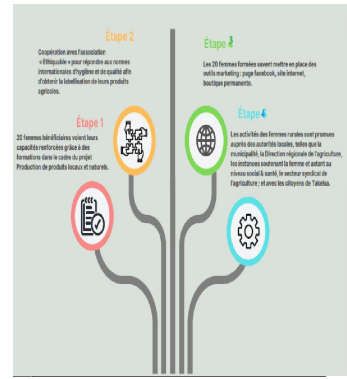 Étape 2
Coopération avec l'association
« Ethiquable » pour répondre aux normes
internationales d'hygiène et de qualité afin
d'obtenir la labellisation de leurs produits
agricoles.
Étape 1
20 femmes bénéficiaires voient leurs
capacités renforcées grâce à des
formations dans le cadre du projet
Production de produits locaux et naturels.
Étape 3
Les 20 femmes formées savent mettre en place des
outils marketing : page facebook, site internet,
boutique permanente.
Étape 4
Les activités des femmes rurales sont promues
auprès des autorités locales, telles que la
municipalité, la Direction régionale de l'agriculture,
les instances soutenant la femme et autant au
niveau social & santé, le secteur syndical de
l'agriculture ; et avec les citoyens de Takelsa.